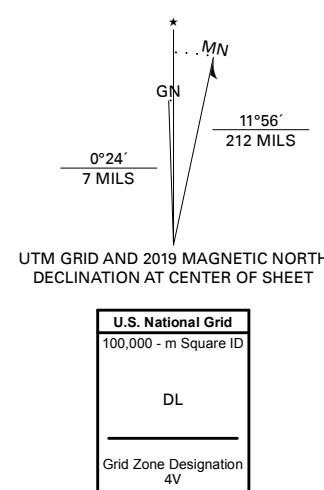 ★
MN
GN
0°24´
7 MILS
11°56´
212 MILS
UTM GRID AND 2019 MAGNETIC NORTH
DECLINATION AT CENTER OF SHEET
U.S. National Grid
100,000 - m Square ID
DL
Grid Zone Designation
4V